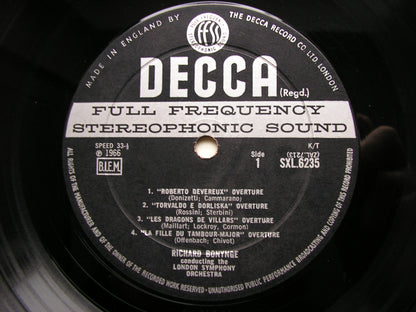 MADE IN ENGLAND BY
THE DECCA RECORD CO LTD LONDON
FFSS
DECCA (Regd.)
FULL FREQUENCY
STEREOPHONIC SOUND
SPEED 33⅓
K/T
℗ 1966
Side
(ZAL.7213)
B.I.E.M.
1
SXL.6235
1. "ROBERTO DEVEREUX" OVERTURE
(Donizetti; Cammarano)
2. "TORVALDO E DORLISKA" OVERTURE
(Rossini; Sterbini)
3. "LES DRAGONS DE VILLARS" OVERTURE
(Maillart; Lockroy, Cormon)
4. "LA FILLE DU TAMBOUR-MAJOR" OVERTURE
(Offenbach; Chivot)
RICHARD BONYNGE
conducting the
LONDON SYMPHONY
ORCHESTRA
ALL RIGHTS OF THE MANUFACTURER AND OF THE OWNER OF THE RECORDED WORK RESERVED · UNAUTHORISED PUBLIC PERFORMANCE BROADCASTING AND COPYING OF THIS RECORD PROHIBITED